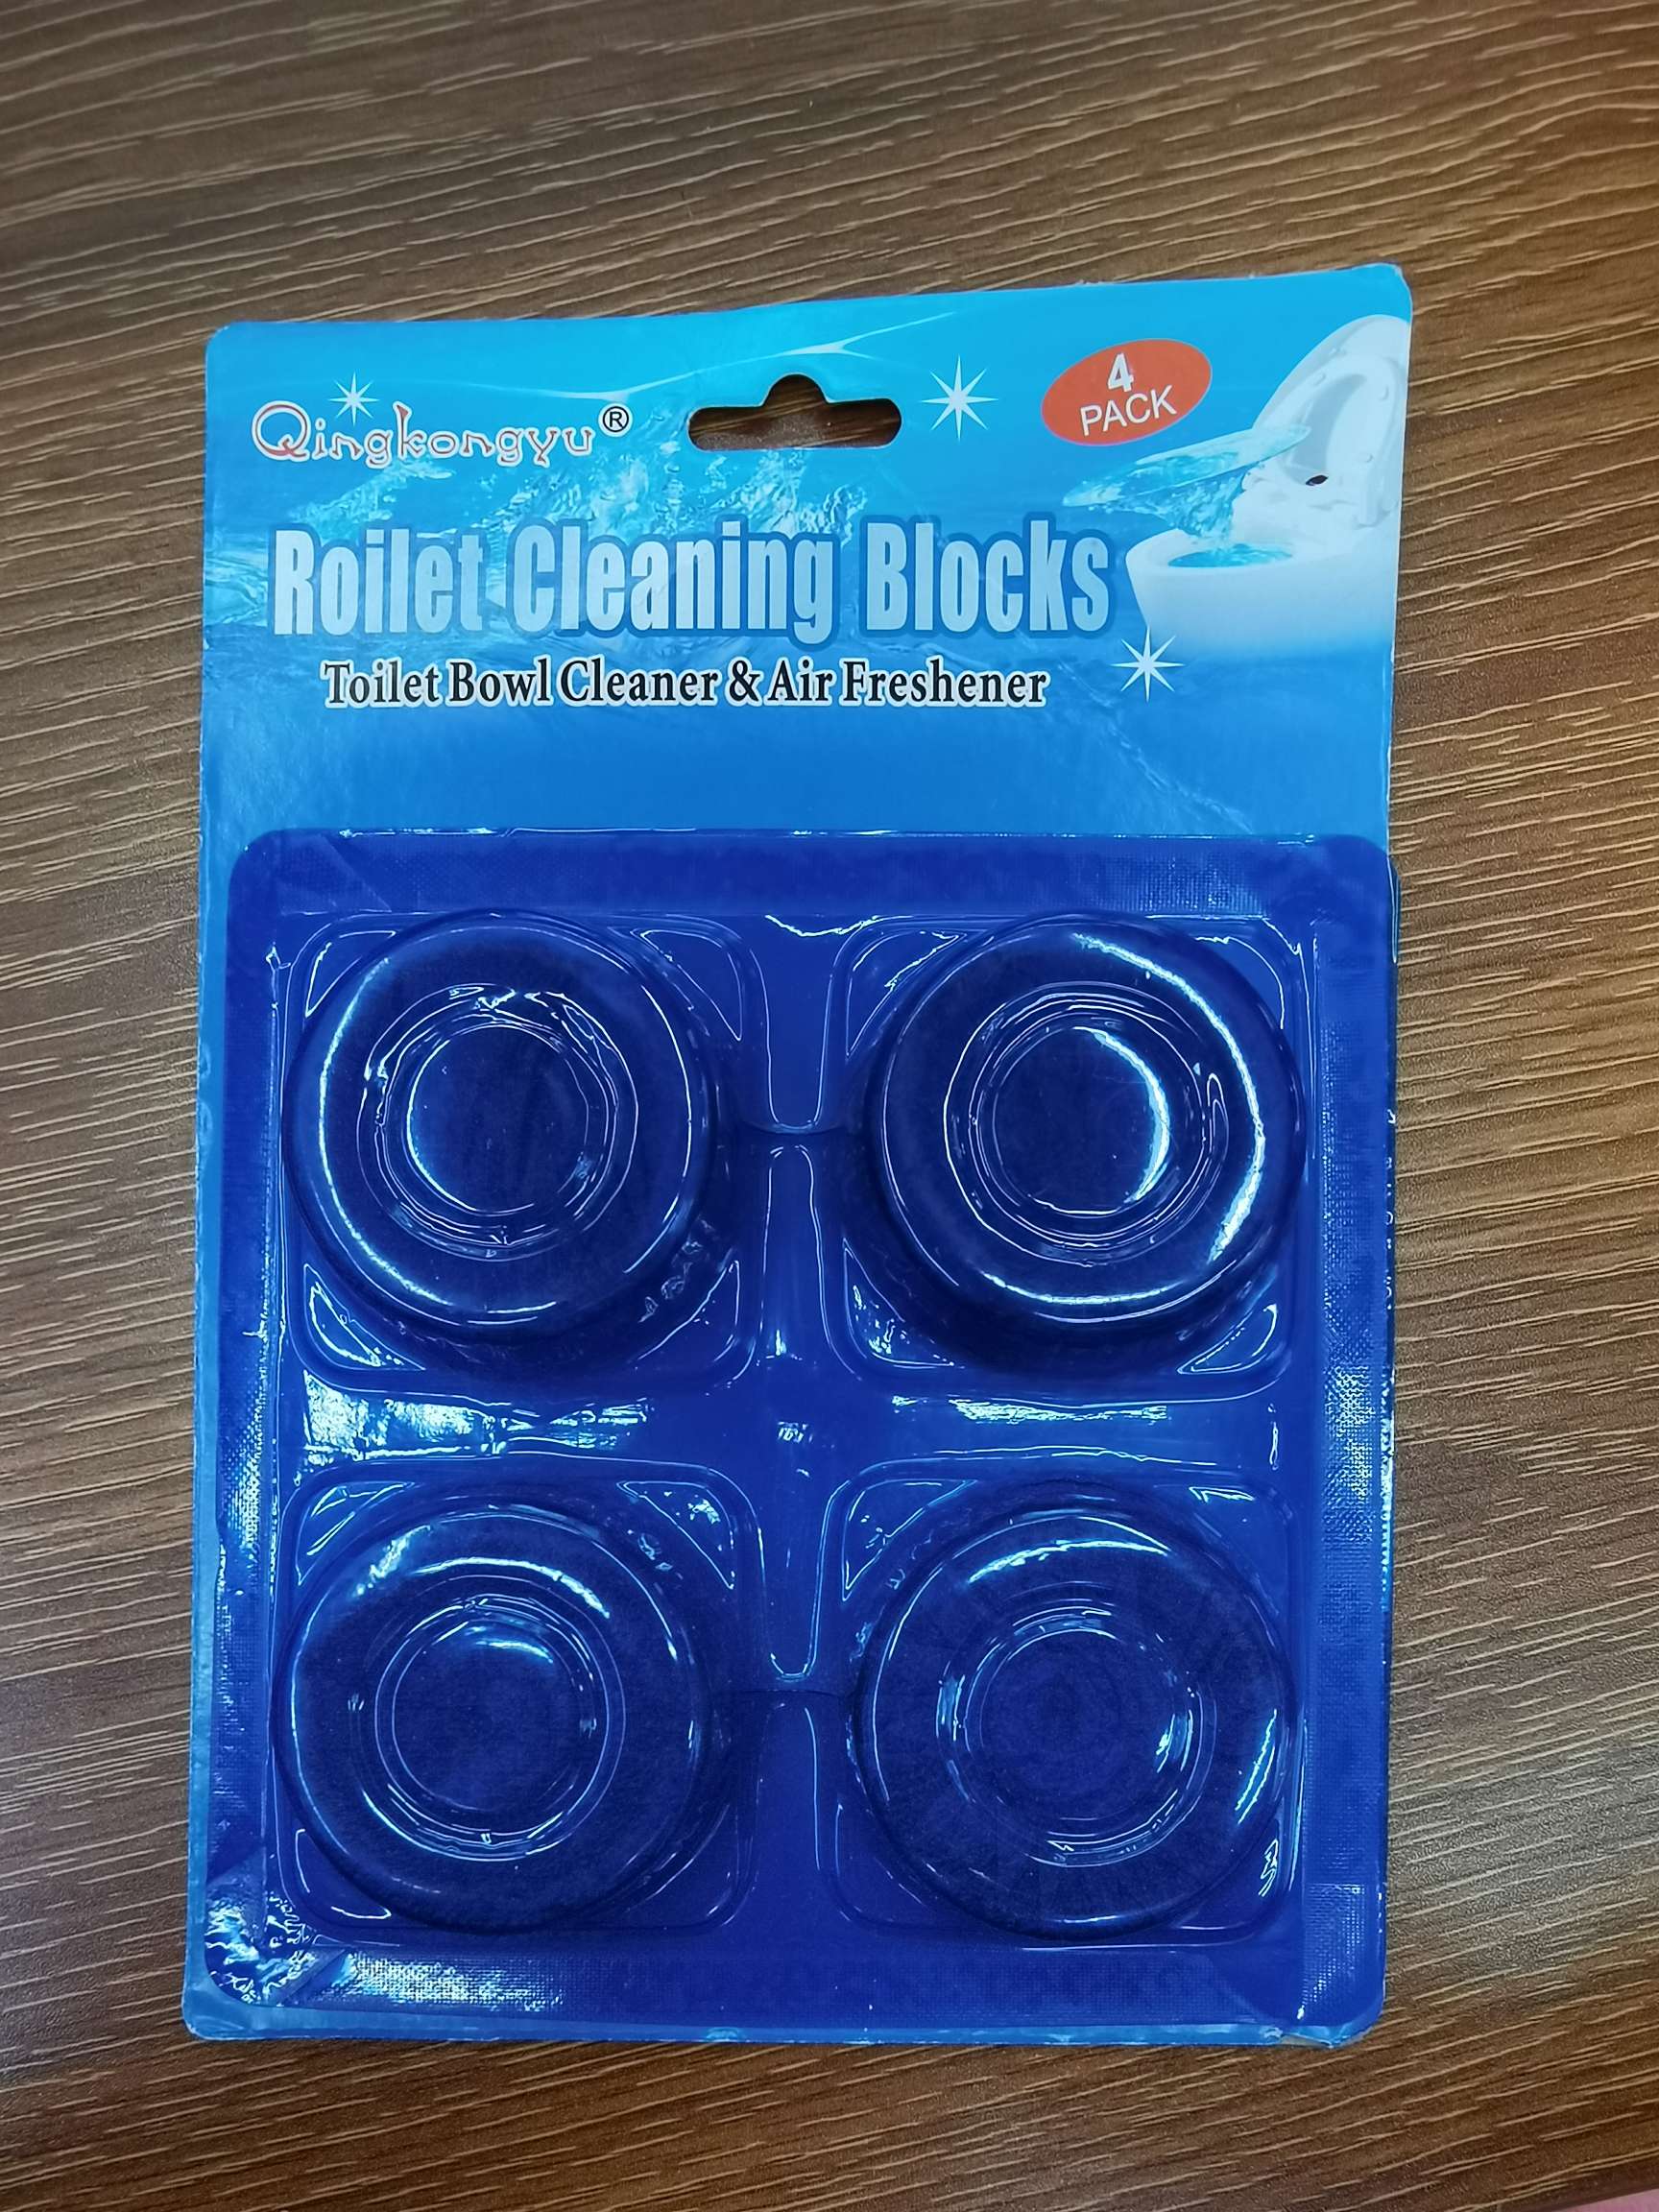 Qingkongyu®
4
PACK
Roilet Cleaning Blocks
Toilet Bowl Cleaner & Air Freshener